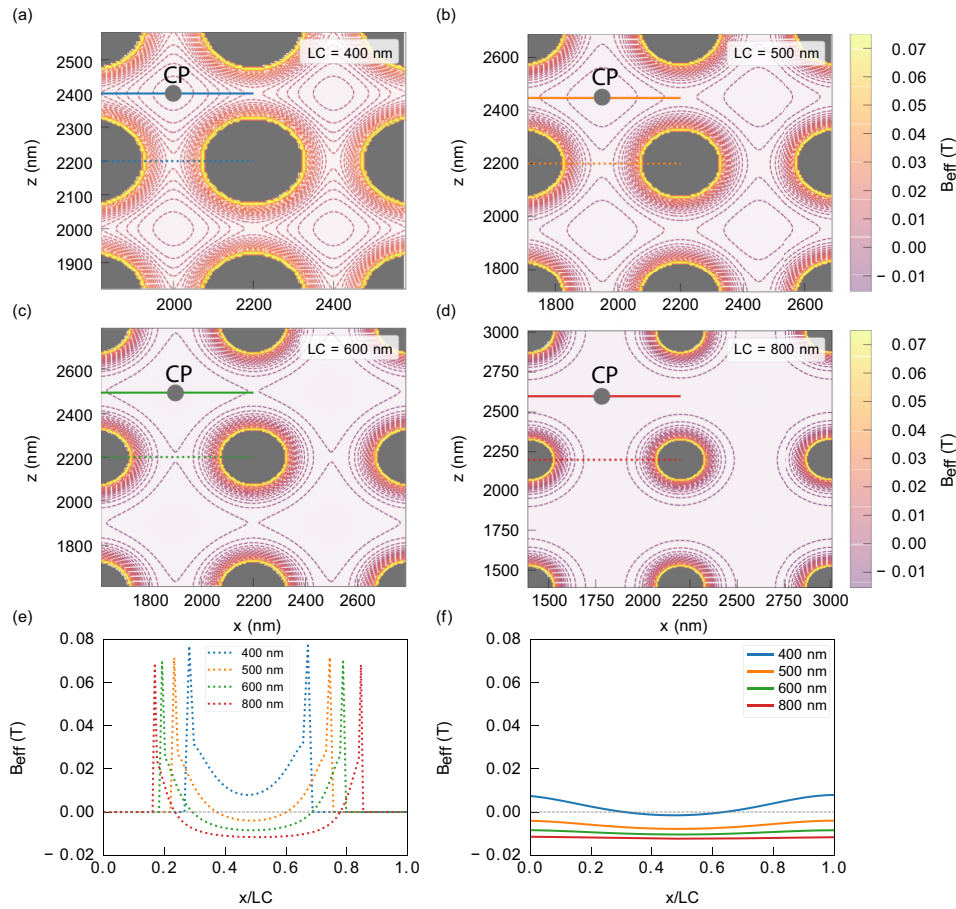 (a)
LC = 400 nm
CP
z (nm)
2500
2400
2300
2200
2100
2000
1900
2000
2200
2400
(b)
LC = 500 nm
CP
z (nm)
2600
2400
2200
2000
1800
1800
2000
2200
2400
2600
0.07
0.06
0.04
0.03
0.01
0.00
− 0.01
Beff (T)
(c)
LC = 600 nm
CP
z (nm)
2600
2400
2200
2000
1800
1800
2000
2200
2400
2600
x (nm)
(d)
LC = 800 nm
CP
z (nm)
3000
2750
2500
2250
2000
1750
1500
1500
1750
2000
2250
2500
2750
3000
x (nm)
0.07
0.06
0.04
0.03
0.01
0.00
− 0.01
Beff (T)
(e)
Beff (T)
0.08
0.06
0.04
0.02
0.00
− 0.02
400 nm
500 nm
600 nm
800 nm
0.0
0.2
0.4
0.6
0.8
1.0
x/LC
(f)
Beff (T)
0.08
0.06
0.04
0.02
0.00
− 0.02
400 nm
500 nm
600 nm
800 nm
0.0
0.2
0.4
0.6
0.8
1.0
x/LC